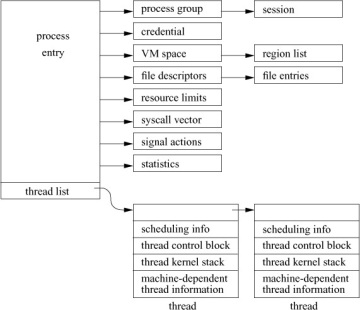 process entry
process group
session
credential
VM space
region list
file descriptors
file entries
resource limits
syscall vector
signal actions
statistics
thread list
scheduling info
thread control block
thread kernel stack
machine-dependent
thread information
thread
scheduling info
thread control block
thread kernel stack
machine-dependent
thread information
thread